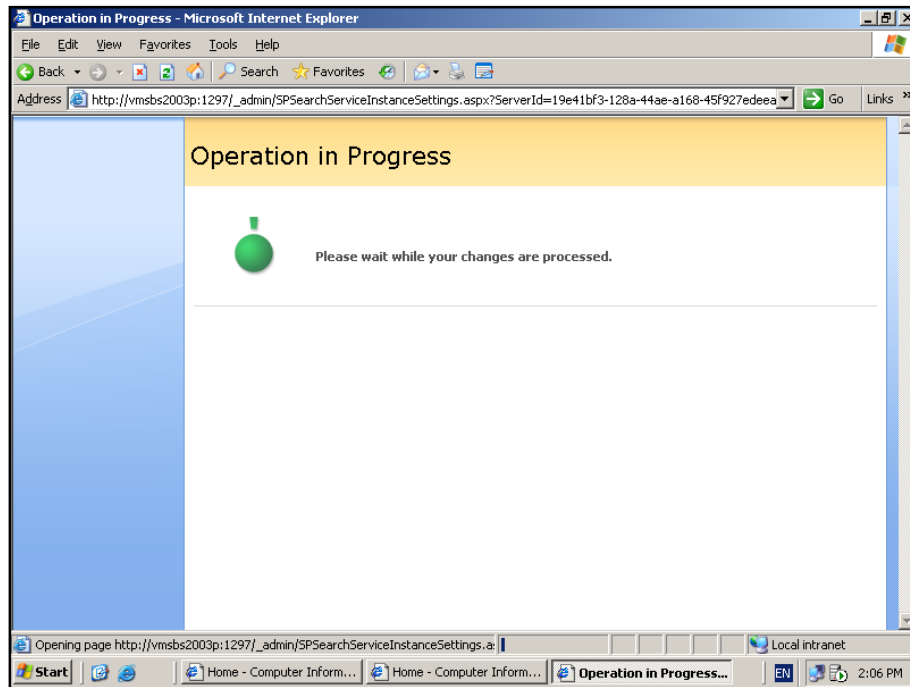 Operation in Progress - Microsoft Internet Explorer
File Edit View Favorites Tools Help
Back Search Favorites
Address http://vmsbs2003p:1297/_admin/SPSearchServiceInstanceSettings.aspx?ServerId=19e41bf3-128a-44ae-a168-45f927edeea Go Links »
Operation in Progress
Please wait while your changes are processed.
Opening page http://vmsbs2003p:1297/_admin/SPSearchServiceInstanceSettings.a Local intranet
Start Home - Computer Inform... Home - Computer Inform... Operation in Progress... EN 2:06 PM